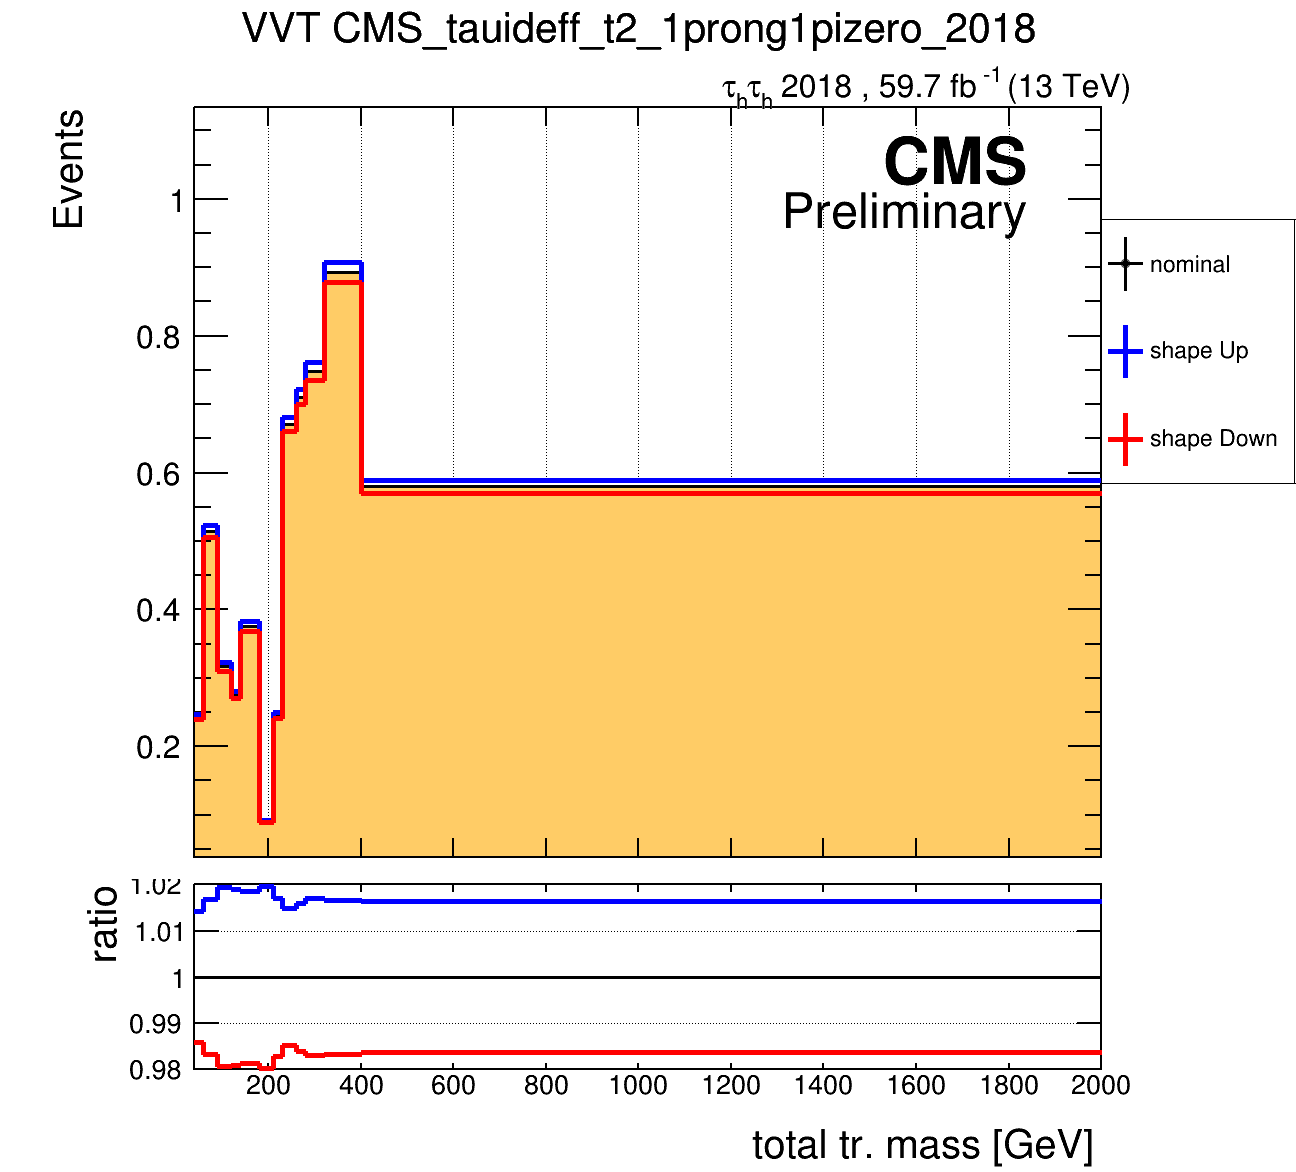 VVT CMS_tauideff_t2_1prong1pizero_2018
τhτh 2018 , 59.7 fb -1 (13 TeV)
Events
CMS
Preliminary
1
0.8
0.6
0.4
0.2
nominal
shape Up
shape Down
ratio
1.02
1.01
1
0.99
0.98
200 400 600 800 1000 1200 1400 1600 1800 2000
total tr. mass [GeV]